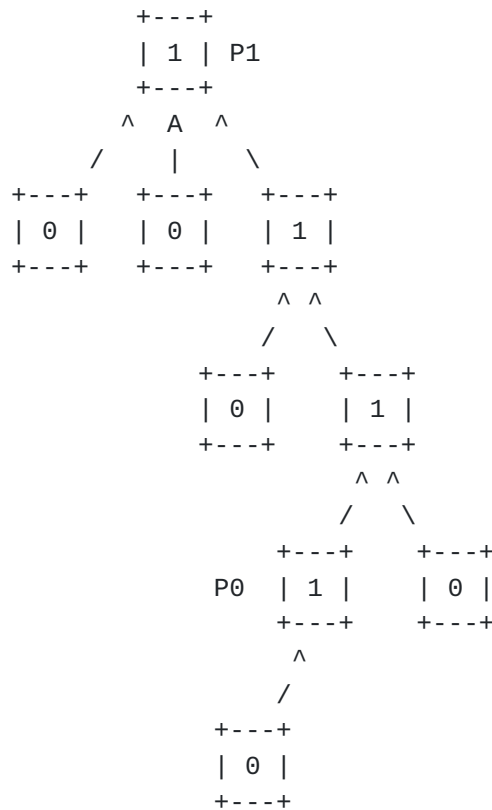 +---+
| 1 | P1
+---+
^ A ^
/ | \
+---+ +---+ +---+
| 0 | | 0 | | 1 |
+---+ +---+ +---+
^ ^
/ \
+---+ +---+
| 0 | | 1 |
+---+ +---+
^ ^
/ \
+---+ +---+
P0 | 1 | | 0 |
+---+ +---+
^
/
+---+
| 0 |
+---+